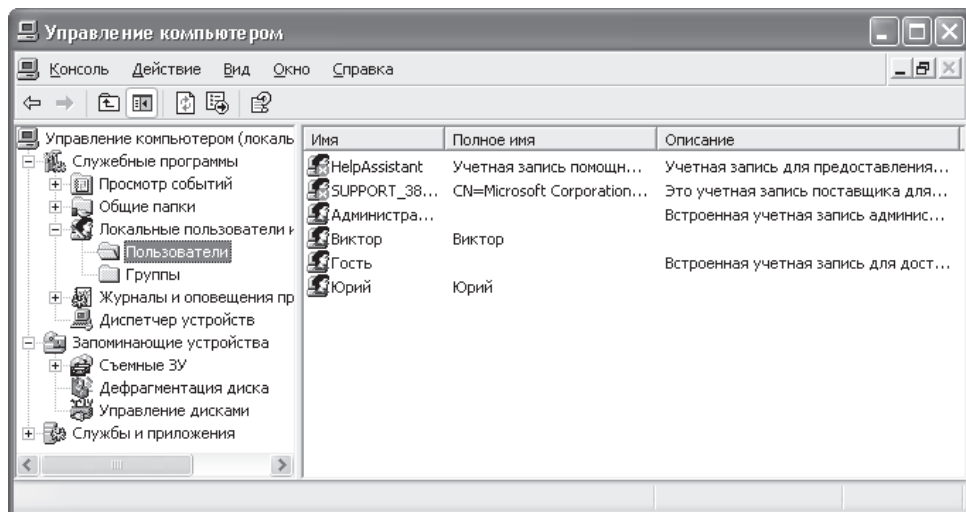 Управление компьютером
Консоль Действие Вид Окно Справка
Управление компьютером (локаль
Служебные программы
Просмотр событий
Общие папки
Локальные пользователи и
Пользователи
Группы
Журналы и оповещения пр
Диспетчер устройств
Запоминающие устройства
Съемные ЗУ
Дефрагментация диска
Управление дисками
Службы и приложения
Имя Полное имя Описание
HelpAssistant Учетная запись помощн... Учетная запись для предоставления...
SUPPORT_38... CN=Microsoft Corporation... Это учетная запись поставщика для...
Администра... Встроенная учетная запись админис...
Виктор Виктор
Гость Встроенная учетная запись для дост...
Юрий Юрий